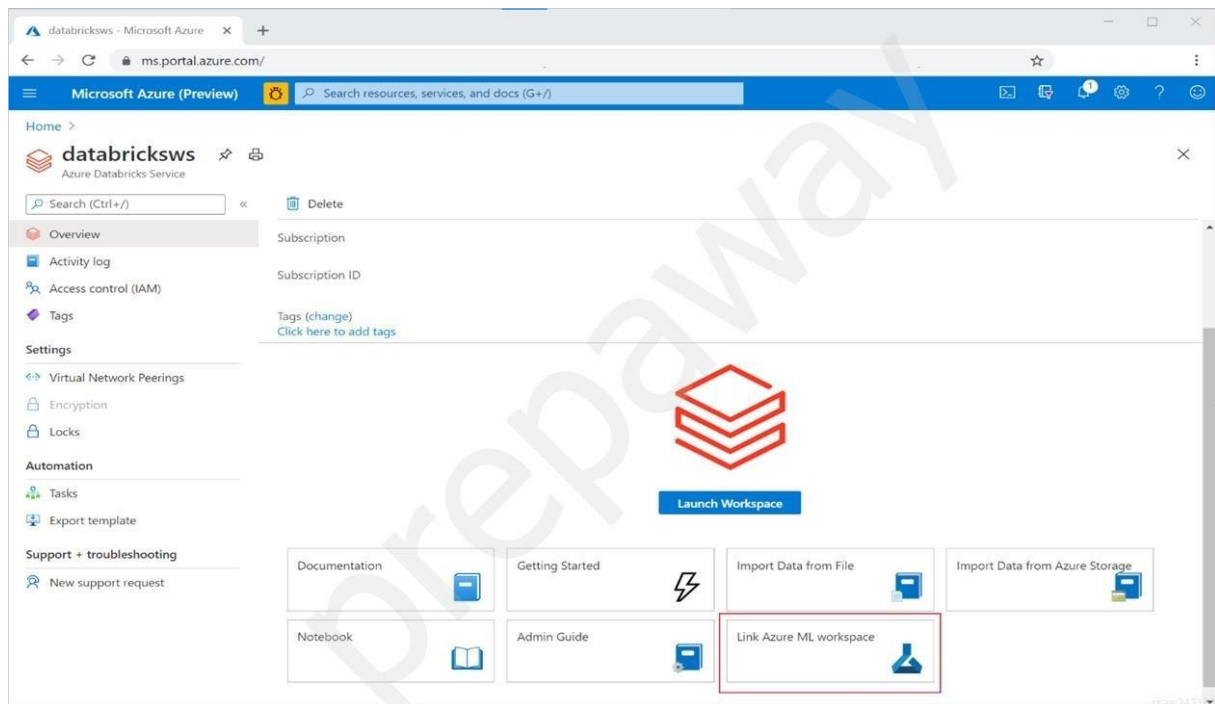 databricksws - Microsoft Azure
ms.portal.azure.com/
Microsoft Azure (Preview)
Search resources, services, and docs (G+/)
1
Home >
databricksws
Azure Databricks Service
Search (Ctrl+/)
«
Delete
Overview
Activity log
Access control (IAM)
Tags
Settings
Virtual Network Peerings
Encryption
Locks
Automation
Tasks
Export template
Support + troubleshooting
New support request
Subscription
Subscription ID
Tags (change)
Click here to add tags
Launch Workspace
Documentation
Getting Started
Import Data from File
Import Data from Azure Storage
Notebook
Admin Guide
Link Azure ML workspace
prepaway